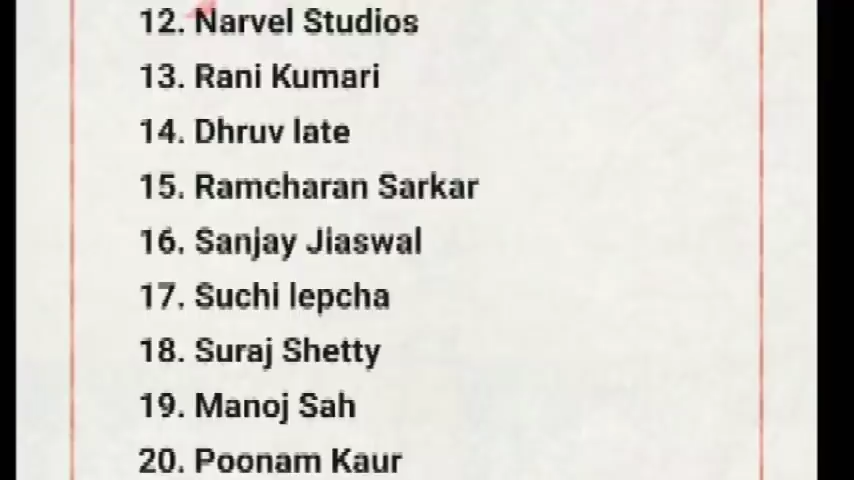 12. Narvel Studios
13. Rani Kumari
14. Dhruv late
15. Ramcharan Sarkar
16. Sanjay Jiaswal
17. Suchi lepcha
18. Suraj Shetty
19. Manoj Sah
20. Poonam Kaur